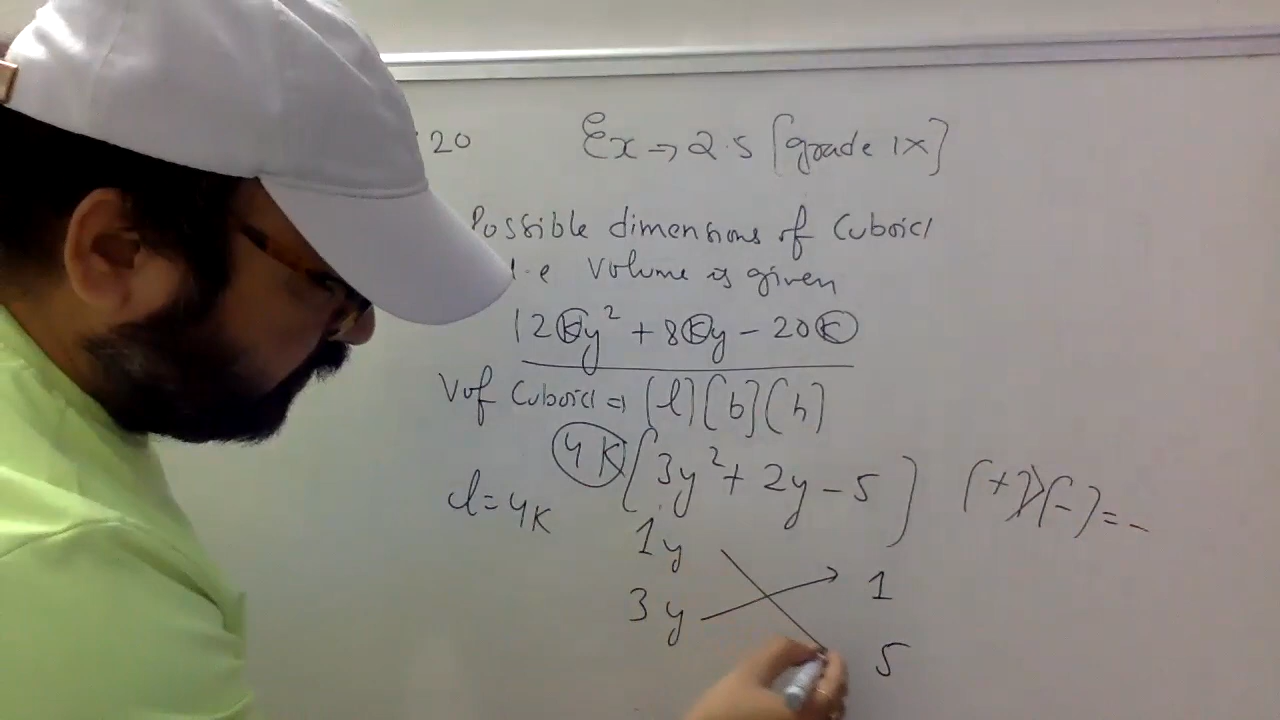 20 Ex → 2.5 [grade IX]
Possible dimensions of Cuboid
Volume is given
12Ky² + 8Ky - 20K
V of Cuboid ⇒ [l][b][h]
4K[3y² + 2y - 5] [+][-] = -
l = 4K
1y 1
3y 5